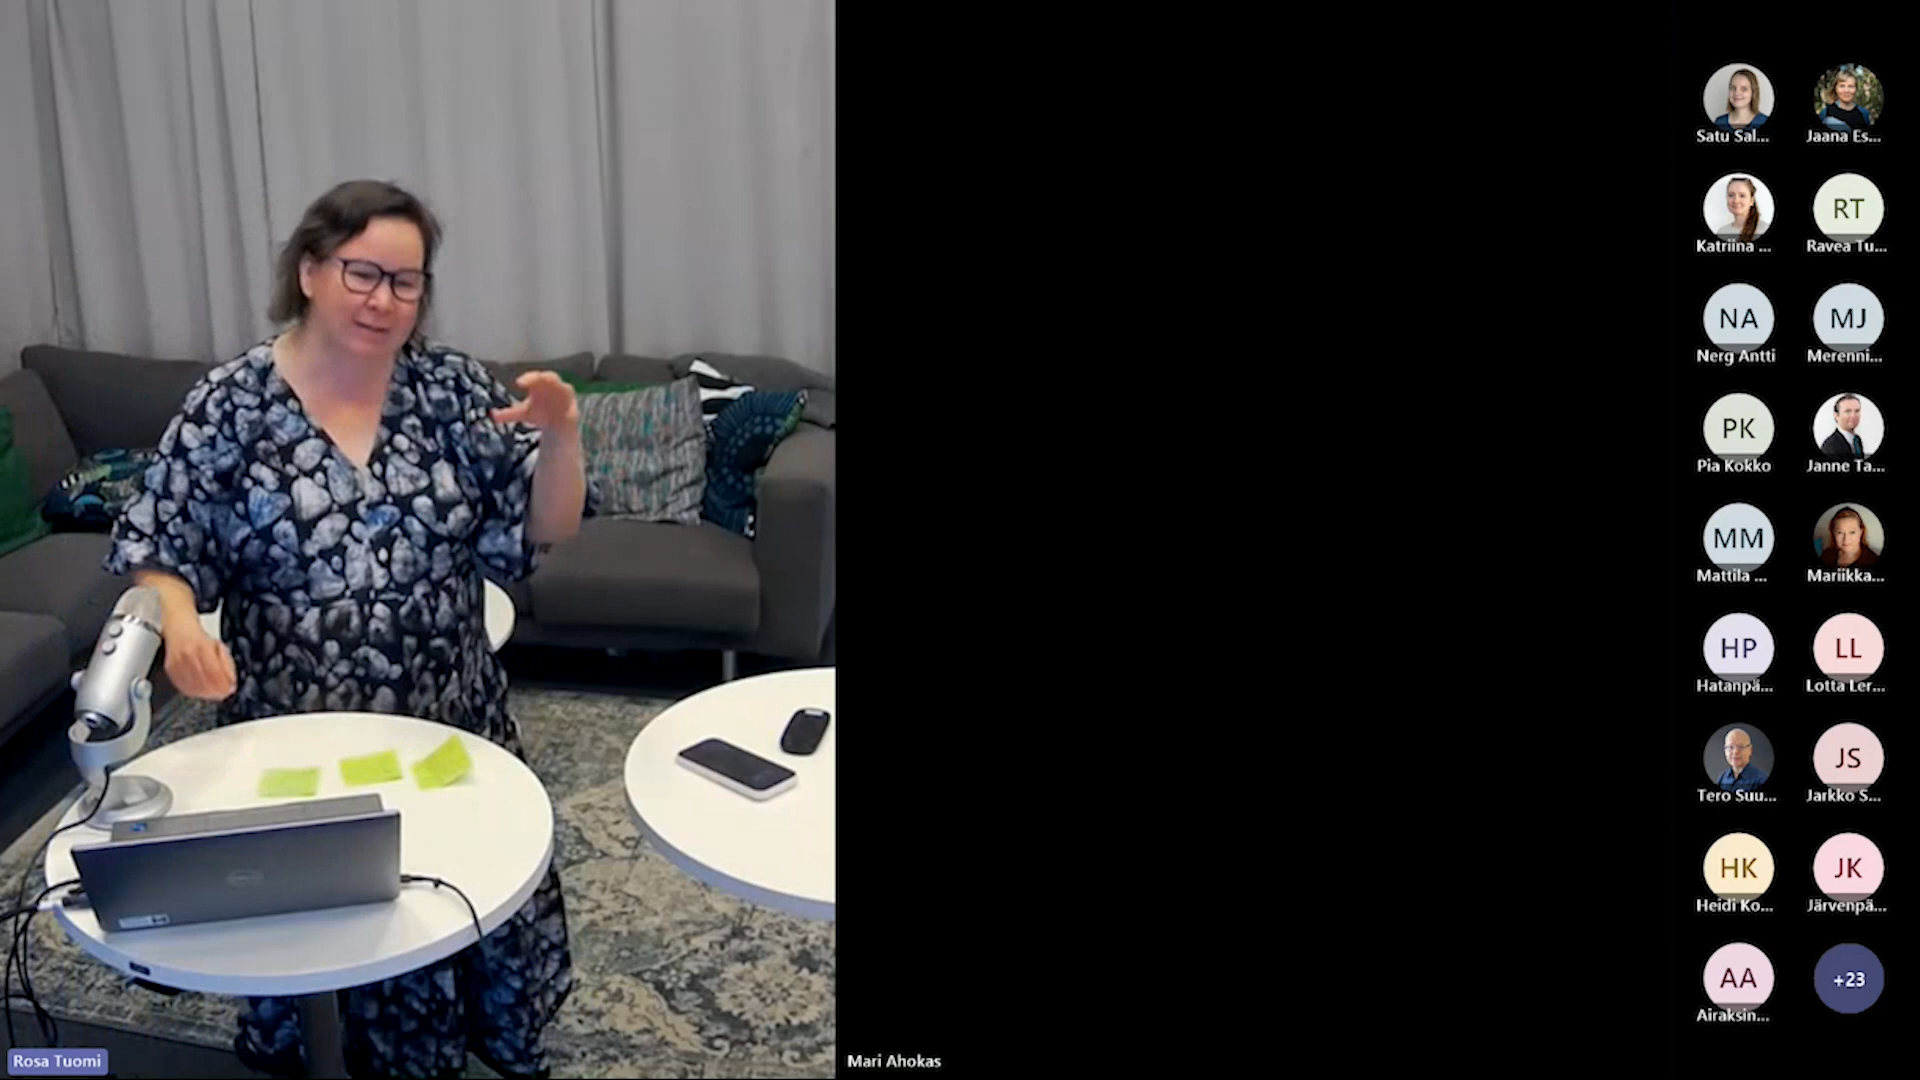 Satu Sal...
Jaana Es...
Katriina ...
RT
Ravea Tu...
NA
Nerg Antti
MJ
Merenni...
PK
Pia Kokko
Janne Ta...
MM
Mattila ...
Mariikka...
HP
Hatanpä...
LL
Lotta Ler...
Tero Suu...
JS
Jarkko S...
HK
Heidi Ko...
JK
Järvenpä...
AA
Airaksin...
+23
Rosa Tuomi
Mari Ahokas